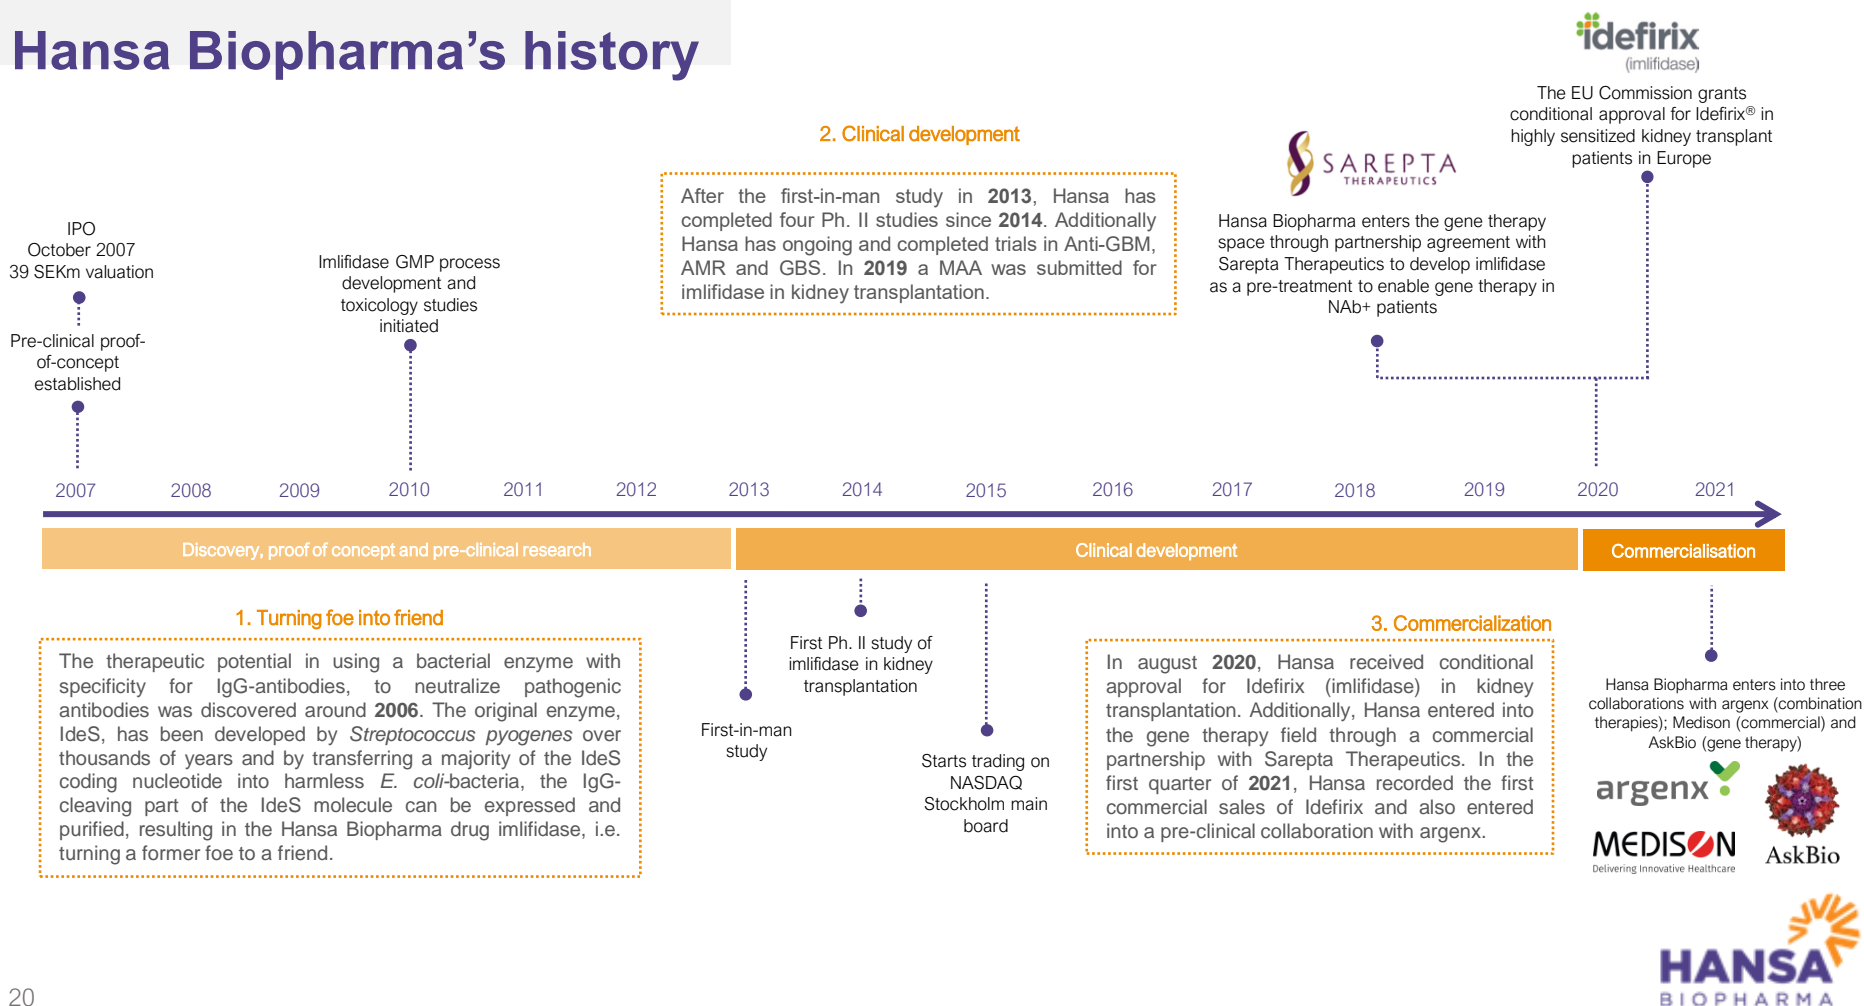 Hansa Biopharma's history
idefirix
(imlifidase)
The EU Commission grants
conditional approval for Idefirix® in
highly sensitized kidney transplant
patients in Europe
2. Clinical development
After the first-in-man study in 2013, Hansa has
completed four Ph. II studies since 2014. Additionally
Hansa has ongoing and completed trials in Anti-GBM,
AMR and GBS. In 2019 a MAA was submitted for
imlifidase in kidney transplantation.
SAREPTA
THERAPEUTICS
Hansa Biopharma enters the gene therapy
space through partnership agreement with
Sarepta Therapeutics to develop imlifidase
as a pre-treatment to enable gene therapy in
NAb+ patients
IPO
October 2007
39 SEKm valuation
Pre-clinical proof-
of-concept
established
Imlifidase GMP process
development and
toxicology studies
initiated
2007 2008 2009 2010 2011 2012 2013 2014 2015 2016 2017 2018 2019 2020 2021
Discovery, proof of concept and pre-clinical research
Clinical development
Commercialisation
1. Turning foe into friend
The therapeutic potential in using a bacterial enzyme with
specificity for IgG-antibodies, to neutralize pathogenic
antibodies was discovered around 2006. The original enzyme,
IdeS, has been developed by Streptococcus pyogenes over
thousands of years and by transferring a majority of the IdeS
coding nucleotide into harmless E. coli-bacteria, the IgG-
cleaving part of the IdeS molecule can be expressed and
purified, resulting in the Hansa Biopharma drug imlifidase, i.e.
turning a former foe to a friend.
First-in-man
study
First Ph. II study of
imlifidase in kidney
transplantation
Starts trading on
NASDAQ
Stockholm main
board
3. Commercialization
In august 2020, Hansa received conditional
approval for Idefirix (imlifidase) in kidney
transplantation. Additionally, Hansa entered into
the gene therapy field through a commercial
partnership with Sarepta Therapeutics. In the
first quarter of 2021, Hansa recorded the first
commercial sales of Idefirix and also entered
into a pre-clinical collaboration with argenx.
Hansa Biopharma enters into three
collaborations with argenx (combination
therapies); Medison (commercial) and
AskBio (gene therapy)
argenx
MEDISON
Delivering Innovative Healthcare
AskBio
HANSA
BIOPHARMA
20